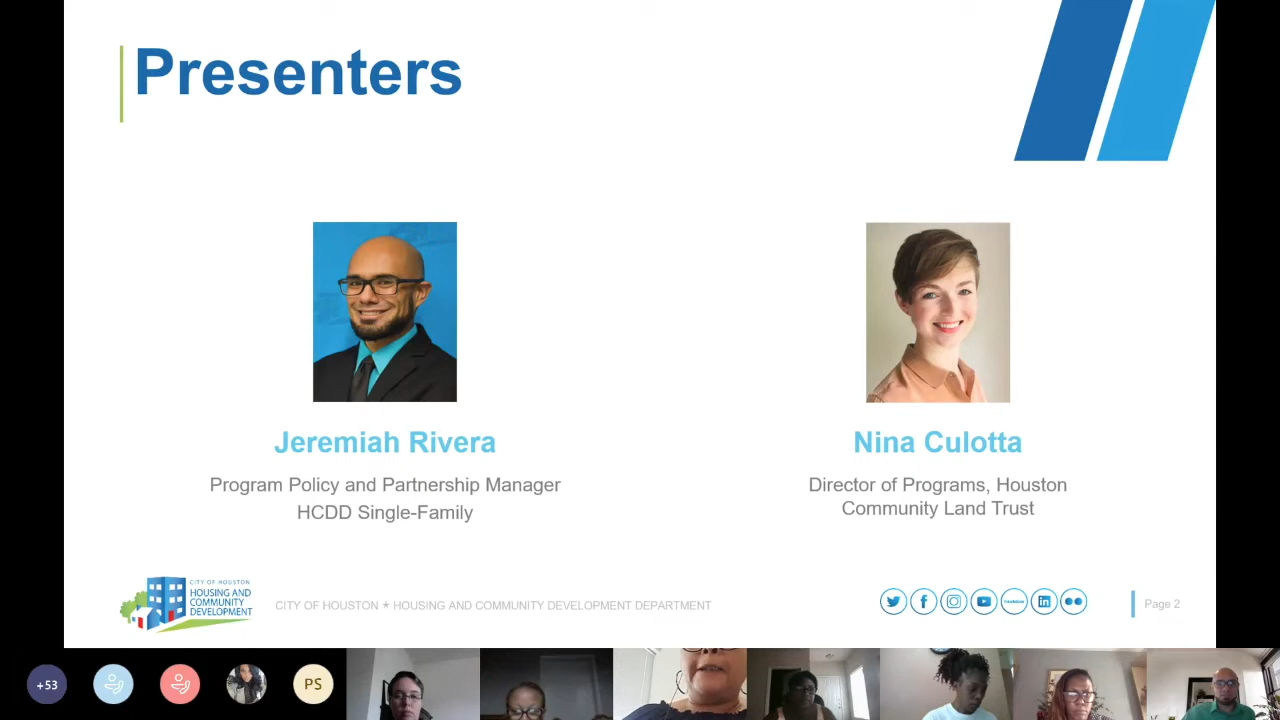 Presenters
Jeremiah Rivera
Program Policy and Partnership Manager
HCDD Single-Family
Nina Culotta
Director of Programs, Houston
Community Land Trust
CITY OF HOUSTON
HOUSING AND
COMMUNITY
DEVELOPMENT
CITY OF HOUSTON ★ HOUSING AND COMMUNITY DEVELOPMENT DEPARTMENT
Page 2
+53
PS